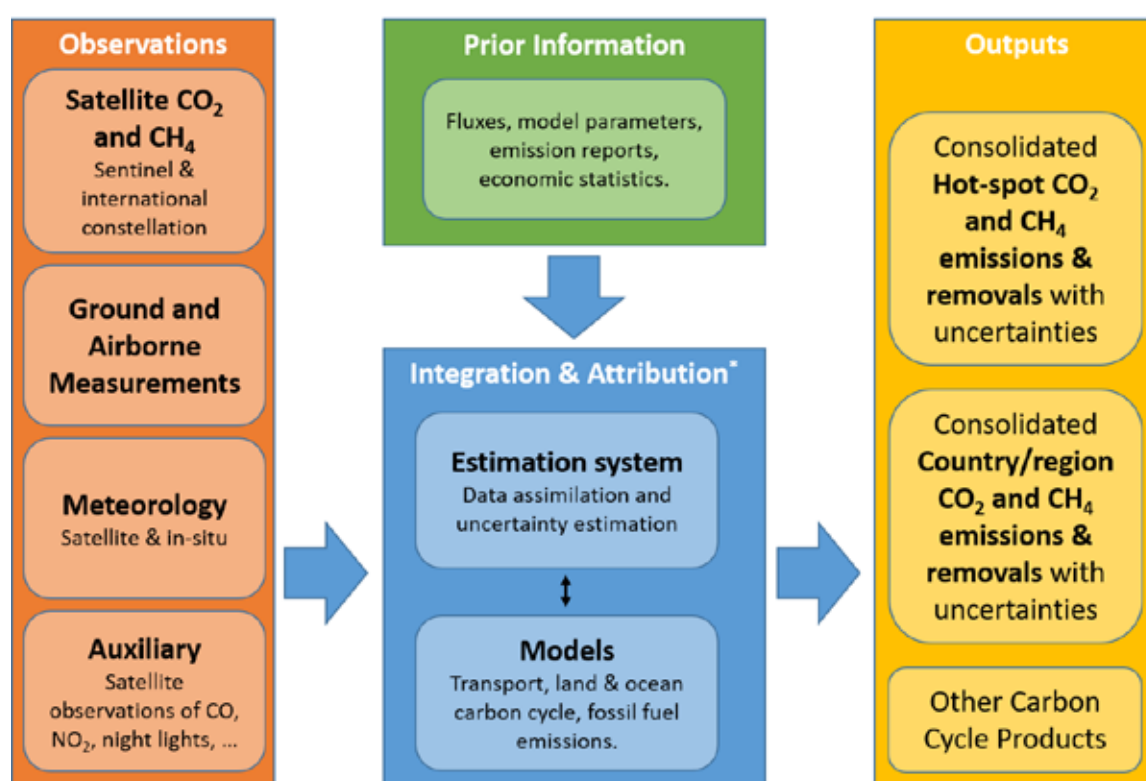 Observations
Satellite CO₂
and CH₄
Sentinel &
international
constellation
Ground and
Airborne
Measurements
Meteorology
Satellite & in-situ
Auxiliary
Satellite
observations of CO,
NO₂, night lights, ...
Prior Information
Fluxes, model parameters,
emission reports,
economic statistics.
Integration & Attribution*
Estimation system
Data assimilation and
uncertainty estimation
Models
Transport, land & ocean
carbon cycle, fossil fuel
emissions.
Outputs
Consolidated
Hot-spot CO₂
and CH₄
emissions &
removals with
uncertainties
Consolidated
Country/region
CO₂ and CH₄
emissions &
removals with
uncertainties
Other Carbon
Cycle Products